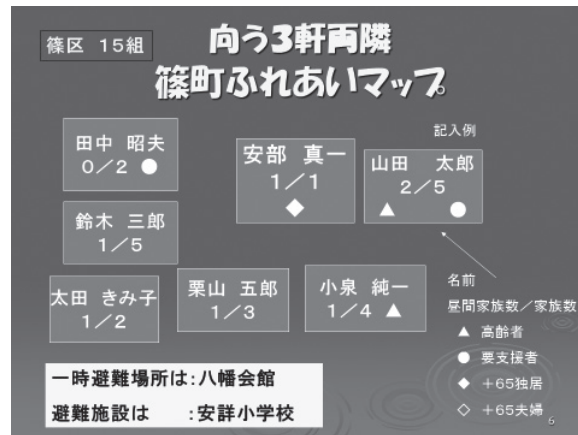 篠区 15組
向う3軒両隣
篠町ふれあいマップ
田中 昭夫
0/2 ●
鈴木 三郎
1/5
太田 きみ子
1/2
栗山 五郎
1/3
小泉 純一
1/4 ▲
安部 真一
1/1
◆
記入例
山田 太郎
2/5
▲ ●
名前
昼間家族数/家族数
▲ 高齢者
● 要支援者
◆ +65独居
◇ +65夫婦
一時避難場所は:八幡会館
避難施設は :安詳小学校
6